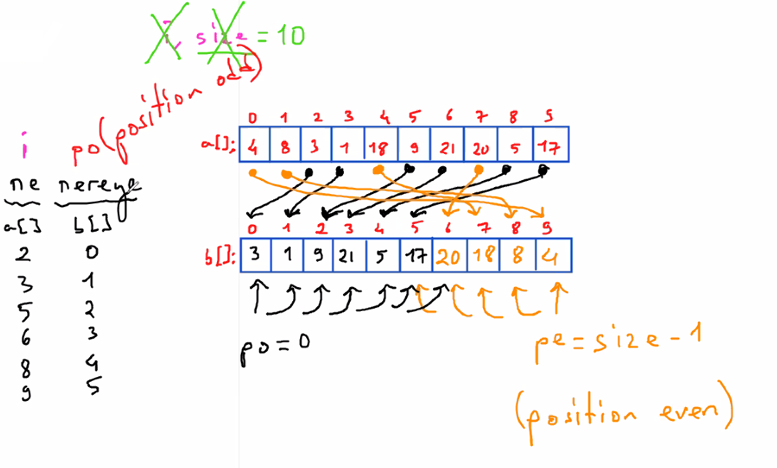 i, size = 10
po (position odd)
i
ne nereye
a[] b[]
2 0
3 1
5 2
6 3
8 4
9 5
0 1 2 3 4 5 6 7 8 9
a[]: 4 8 3 1 18 9 21 20 5 17
0 1 2 3 4 5 6 7 8 9
b[]: 3 1 9 21 5 17 20 18 8 4
po = 0
pe = size - 1
(position even)